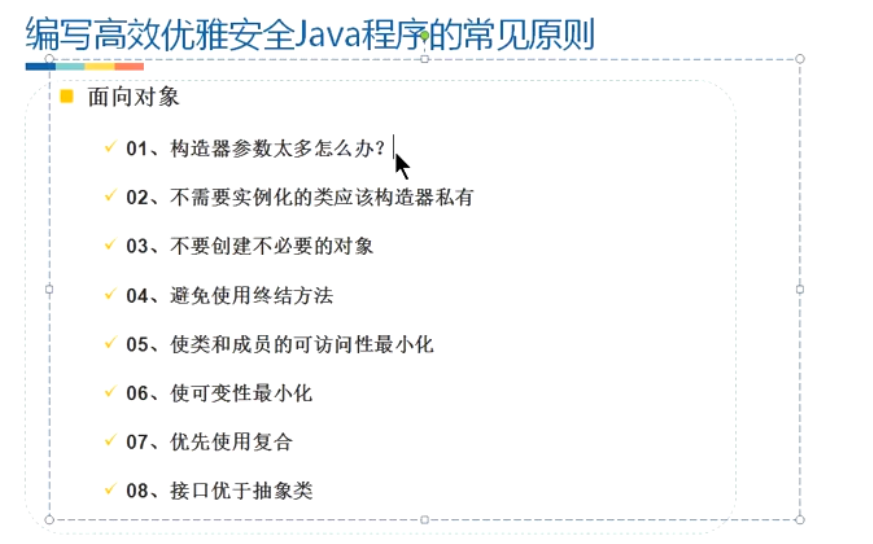 编写高效优雅安全Java程序的常见原则
面向对象
01、构造器参数太多怎么办?
02、不需要实例化的类应该构造器私有
03、不要创建不必要的对象
04、避免使用终结方法
05、使类和成员的可访问性最小化
06、使可变性最小化
07、优先使用复合
08、接口优于抽象类